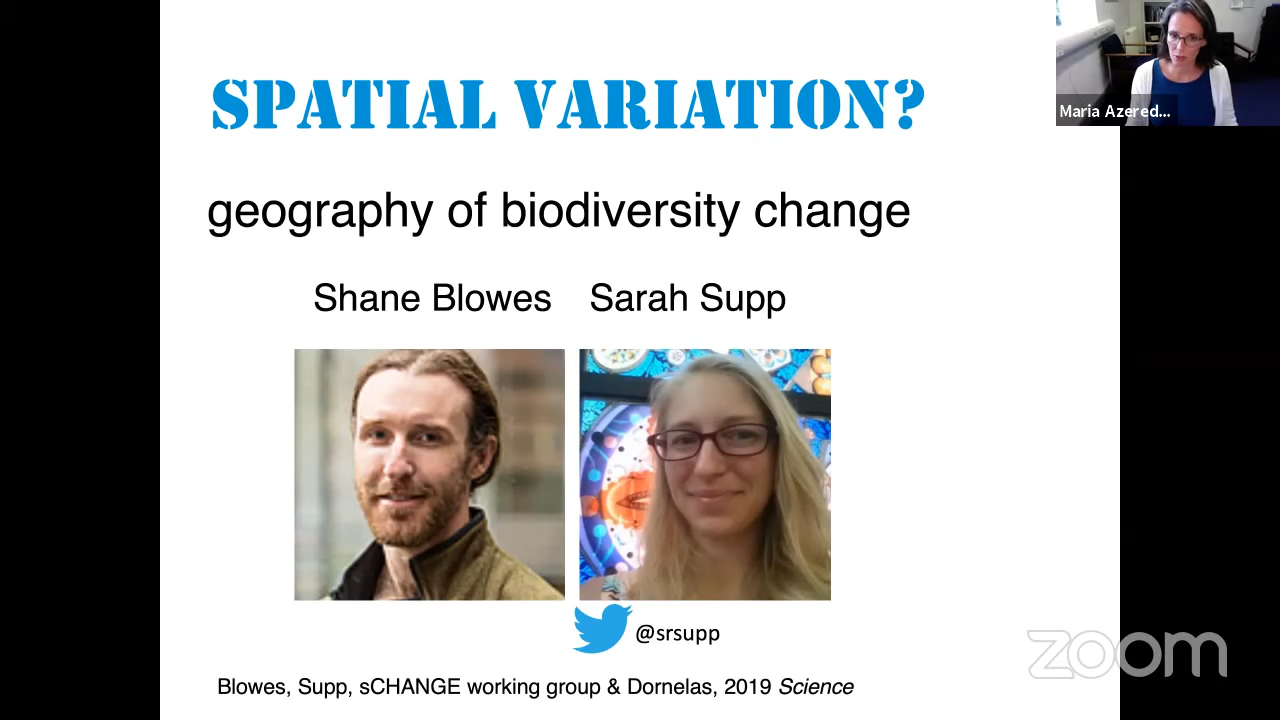 SPATIAL VARIATION?
Maria Azered...
geography of biodiversity change
Shane Blowes Sarah Supp
@srsupp
zoom
Blowes, Supp, sCHANGE working group & Dornelas, 2019 Science